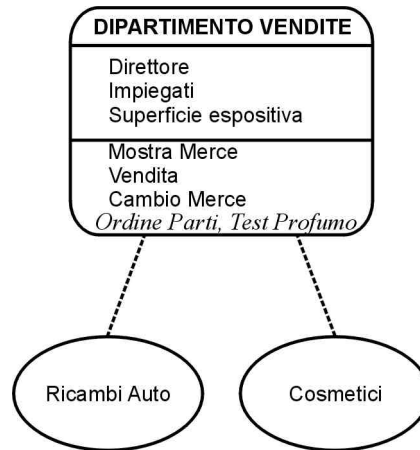 DIPARTIMENTO VENDITE
Direttore
Impiegati
Superficie espositiva
Mostra Merce
Vendita
Cambio Merce
Ordine Parti, Test Profumo
Ricambi Auto
Cosmetici